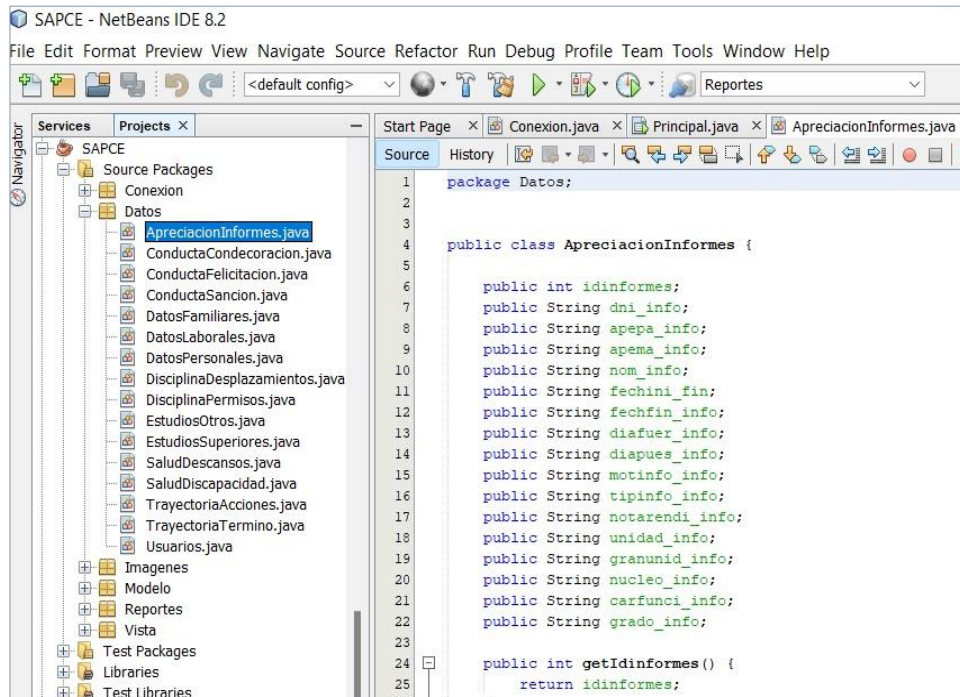 SAPCE - NetBeans IDE 8.2
File Edit Format Preview View Navigate Source Refactor Run Debug Profile Team Tools Window Help
<default config>
Reportes
Navigator
Services Projects
SAPCE
Source Packages
Conexion
Datos
ApreciacionInformes.java
ConductaCondecoracion.java
ConductaFelicitacion.java
ConductaSancion.java
DatosFamiliares.java
DatosLaborales.java
DatosPersonales.java
DisciplinaDesplazamientos.java
DisciplinaPermisos.java
EstudiosOtros.java
EstudiosSuperiores.java
SaludDescansos.java
SaludDiscapacidad.java
TrayectoriaAcciones.java
TrayectoriaTermino.java
Usuarios.java
Imagenes
Modelo
Reportes
Vista
Test Packages
Libraries
Test Libraries
Start Page Conexion.java Principal.java ApreciacionInformes.java
Source History
1 package Datos;
2
3
4 public class ApreciacionInformes {
5
6 public int idinformes;
7 public String dni_info;
8 public String apepa_info;
9 public String apema_info;
10 public String nom_info;
11 public String fechini_fin;
12 public String fechfin_info;
13 public String diafuer_info;
14 public String diapues_info;
15 public String motinfo_info;
16 public String tipinfo_info;
17 public String notarendi_info;
18 public String unidad_info;
19 public String granunid_info;
20 public String nucleo_info;
21 public String carfunci_info;
22 public String grado_info;
23
24 public int getIdinformes() {
25 return idinformes;